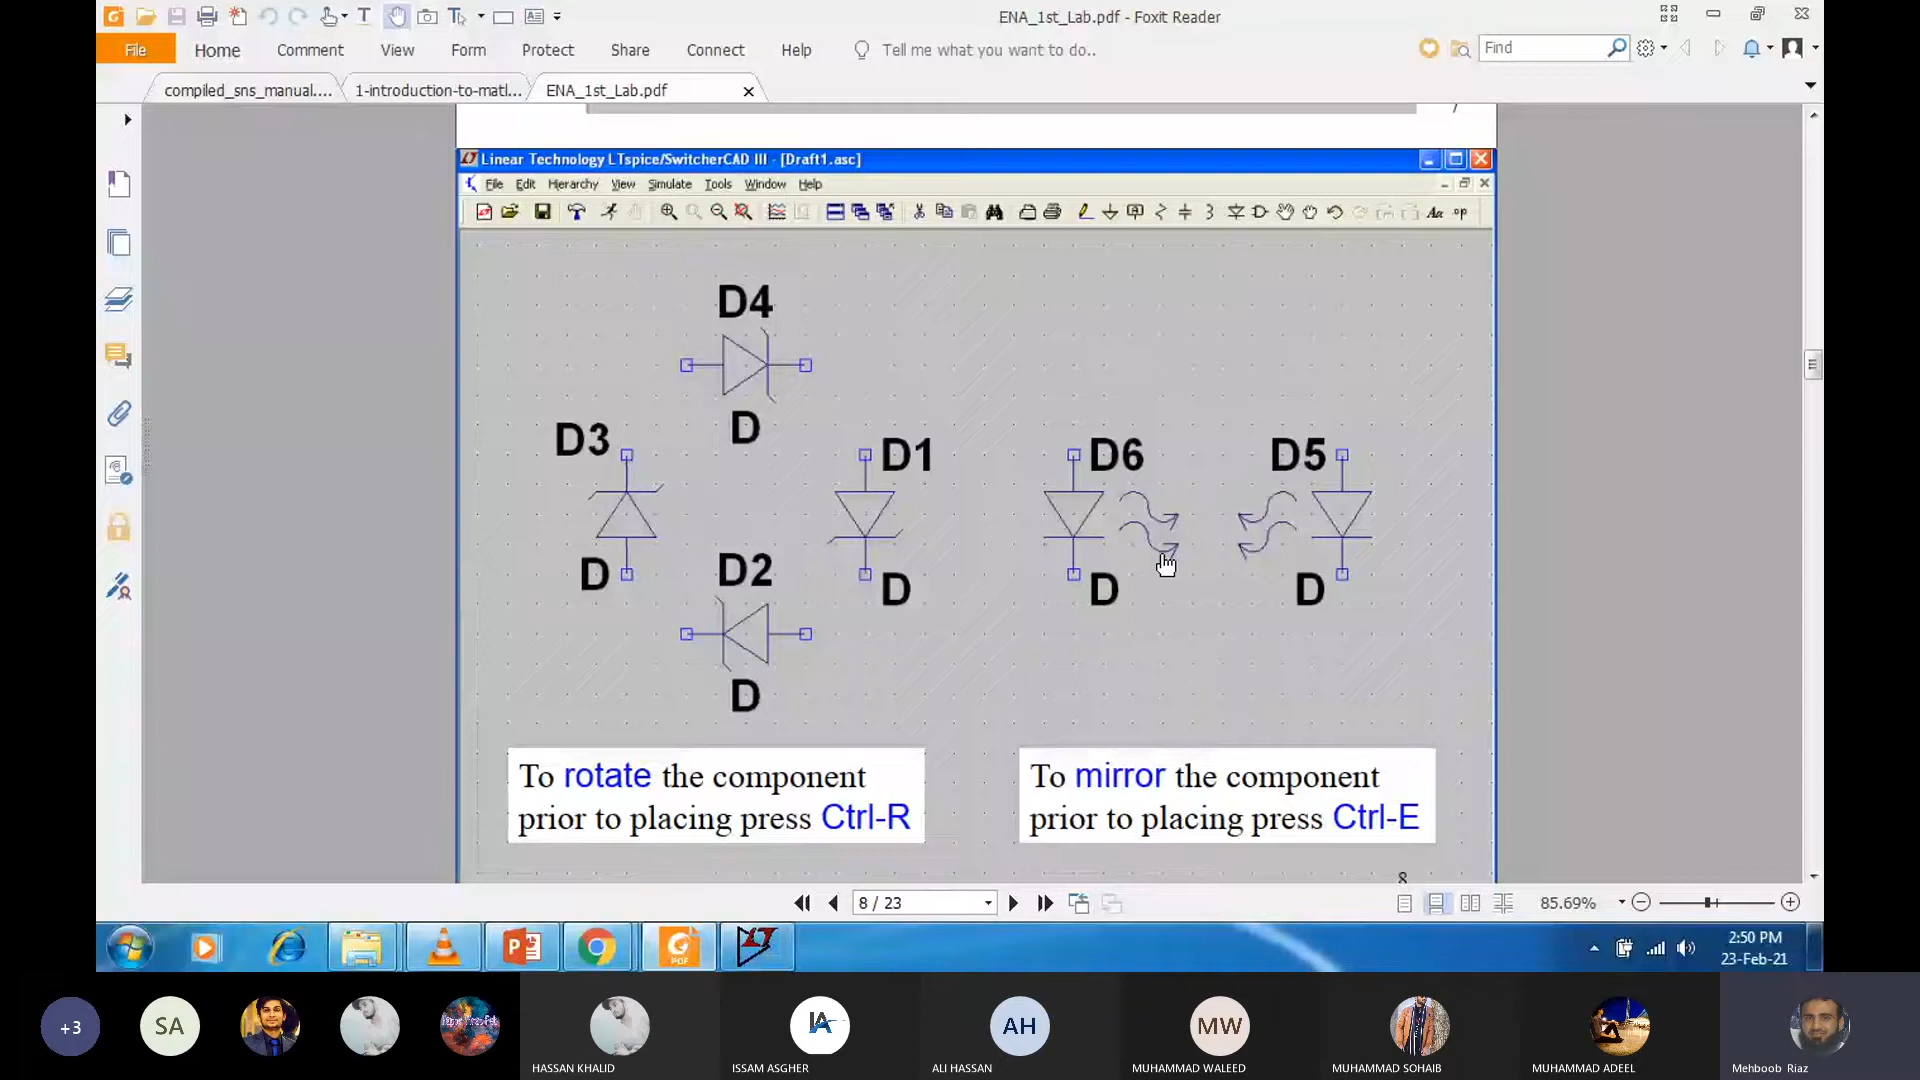 ENA_1st_Lab.pdf - Foxit Reader
File Home Comment View Form Protect Share Connect Help Tell me what you want to do.. Find
compiled_sns_manual.... 1-introduction-to-matl... ENA_1st_Lab.pdf
7
Linear Technology LTspice/SwitcherCAD III - [Draft1.asc]
File Edit Hierarchy View Simulate Tools Window Help
Aa .op
D4
D
D3
D
D1
D
D2
D
D6
D
D5
D
To rotate the component
prior to placing press Ctrl-R
To mirror the component
prior to placing press Ctrl-E
8
8 / 23
85.69%
2:50 PM
23-Feb-21
+3
SA
IA
AH
MW
HASSAN KHALID
ISSAM ASGHER
ALI HASSAN
MUHAMMAD WALEED
MUHAMMAD SOHAIB
MUHAMMAD ADEEL
Mehboob Riaz